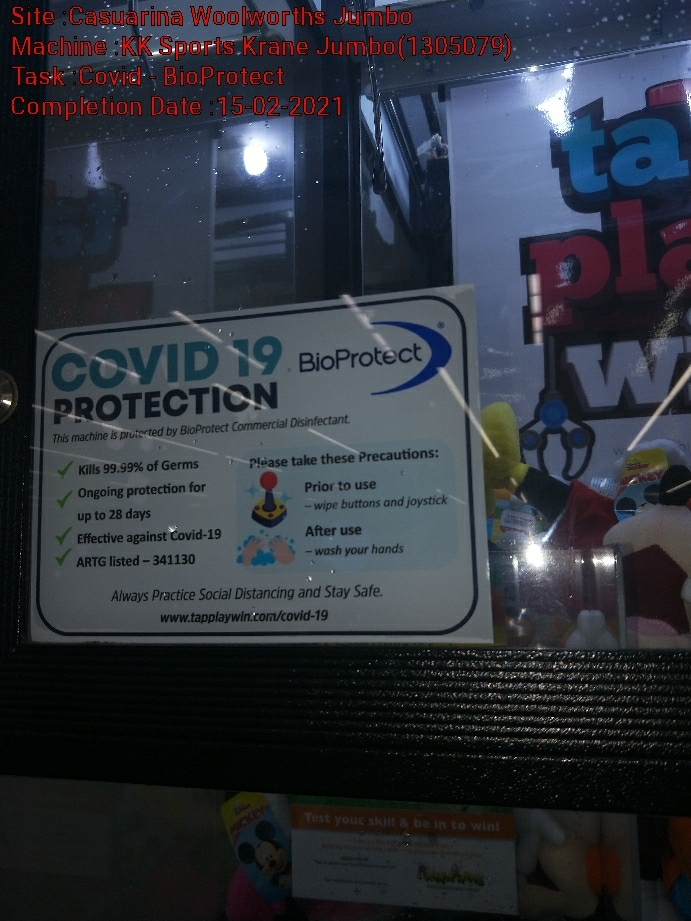 Site :Casuarina Woolworths Jumbo
Machine :KK Sports Krane Jumbo(1305079)
Task :Covid - BioProtect
Completion Date :15-02-2021
ta
pla
wi
COVID 19
PROTECTION
BioProtect®
This machine is protected by BioProtect Commercial Disinfectant.
Kills 99.99% of Germs
Ongoing protection for
up to 28 days
Effective against Covid-19
ARTG listed – 341130
Please take these Precautions:
Prior to use
– wipe buttons and joystick
After use
– wash your hands
Always Practice Social Distancing and Stay Safe.
www.tapplaywin.com/covid-19
Test your skill & be in to win!
MICKEY